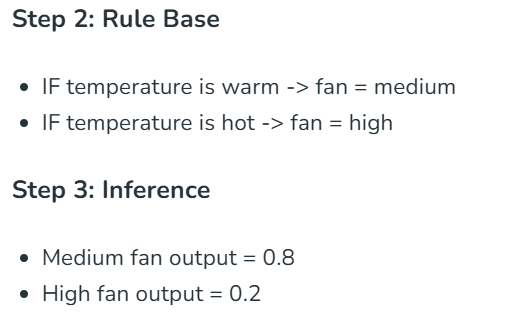 Step 2: Rule Base
• IF temperature is warm -> fan = medium
• IF temperature is hot -> fan = high
Step 3: Inference
• Medium fan output = 0.8
• High fan output = 0.2